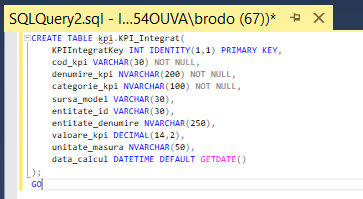 SQLQuery2.sql - I...54OUVA\brodo (67))*
CREATE TABLE kpi.KPI_Integrat(
KPIIntegratKey INT IDENTITY(1,1) PRIMARY KEY,
cod_kpi VARCHAR(30) NOT NULL,
denumire_kpi NVARCHAR(200) NOT NULL,
categorie_kpi NVARCHAR(100) NOT NULL,
sursa_model VARCHAR(30),
entitate_id VARCHAR(30),
entitate_denumire NVARCHAR(250),
valoare_kpi DECIMAL(14,2),
unitate_masura NVARCHAR(50),
data_calcul DATETIME DEFAULT GETDATE()
);
GO